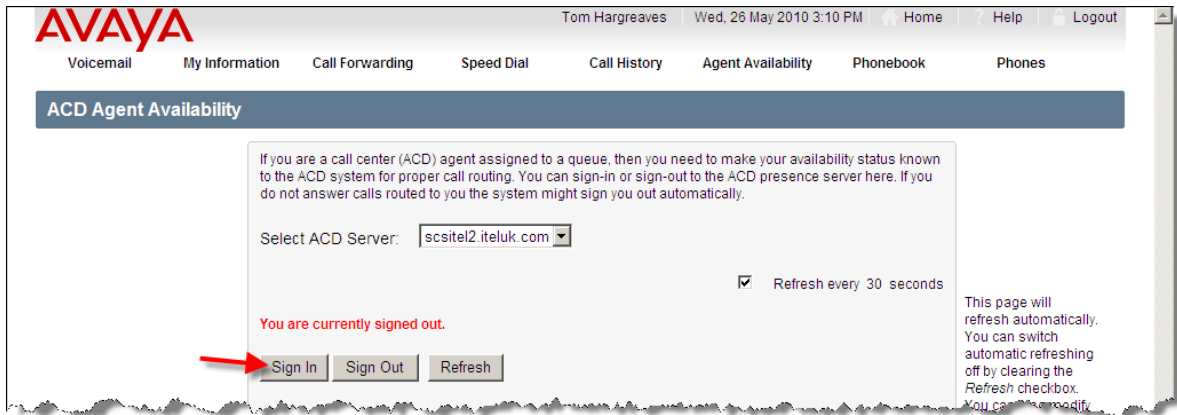 AVAYA
Tom Hargreaves Wed, 26 May 2010 3:10 PM Home ? Help Logout
Voicemail My Information Call Forwarding Speed Dial Call History Agent Availability Phonebook Phones
ACD Agent Availability
If you are a call center (ACD) agent assigned to a queue, then you need to make your availability status known
to the ACD system for proper call routing. You can sign-in or sign-out to the ACD presence server here. If you
do not answer calls routed to you the system might sign you out automatically.
Select ACD Server: scsitel2.iteluk.com
Refresh every 30 seconds
You are currently signed out.
Sign In Sign Out Refresh
This page will
refresh automatically.
You can switch
automatic refreshing
off by clearing the
Refresh checkbox.
You can modify